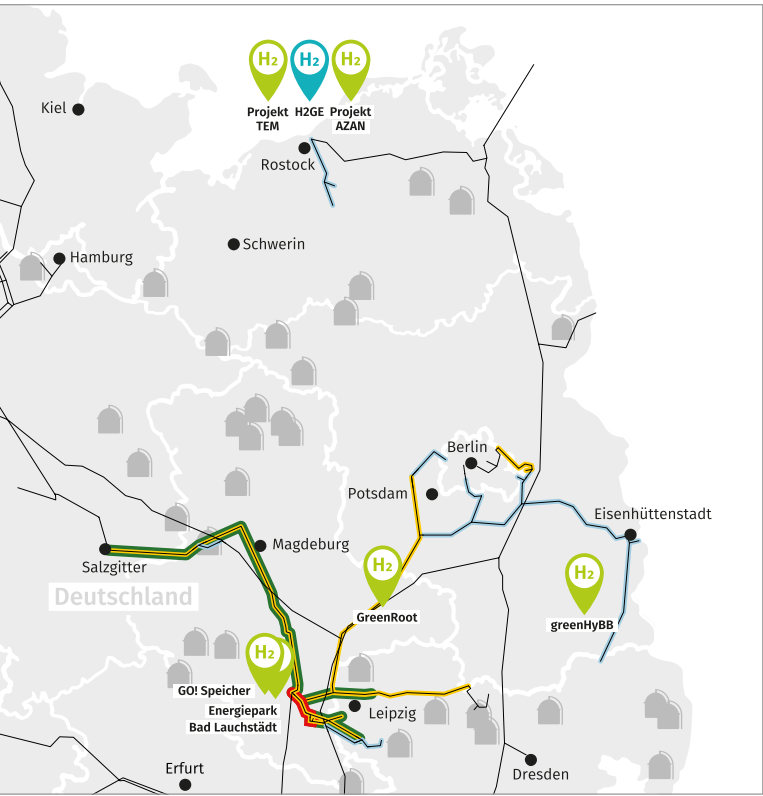 H2 H2 H2
Kiel
Projekt TEM
H2GE
Projekt AZAN
Rostock
Schwerin
Hamburg
Berlin
Potsdam
Eisenhüttenstadt
Magdeburg
Salzgitter
H2
H2
Deutschland
GreenRoot
greenHyBB
H2
GO! Speicher
Energiepark
Bad Lauchstädt
Leipzig
Erfurt
Dresden